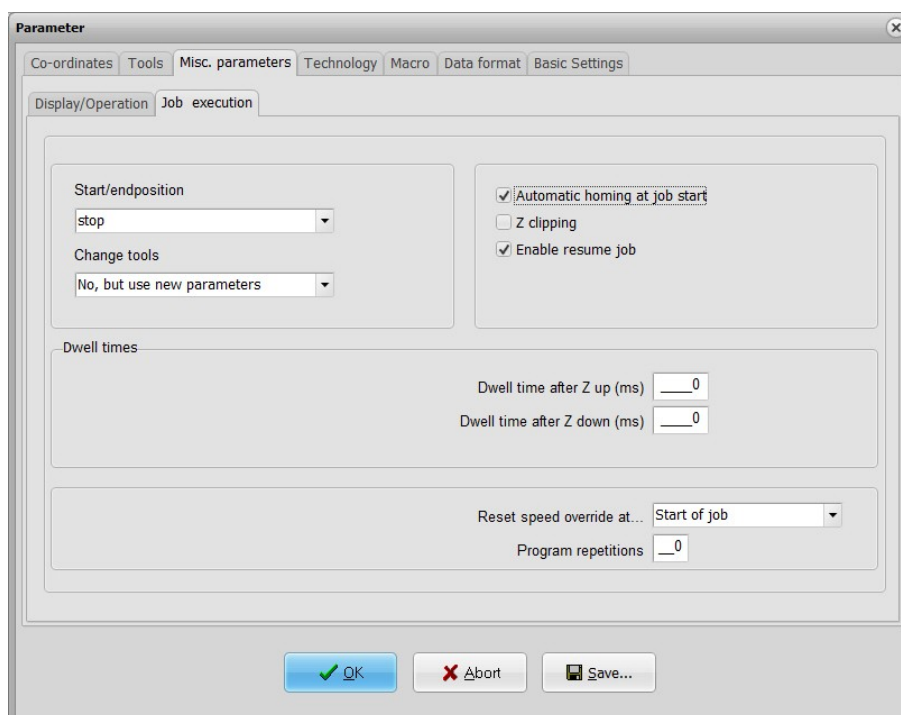 Parameter
Co-ordinates Tools Misc. parameters Technology Macro Data format Basic Settings
Display/Operation Job execution
Start/endposition
stop
Change tools
No, but use new parameters
Automatic homing at job start
Z clipping
Enable resume job
Dwell times
Dwell time after Z up (ms) ____0
Dwell time after Z down (ms) ____0
Reset speed override at... Start of job
Program repetitions __0
OK Abort Save...